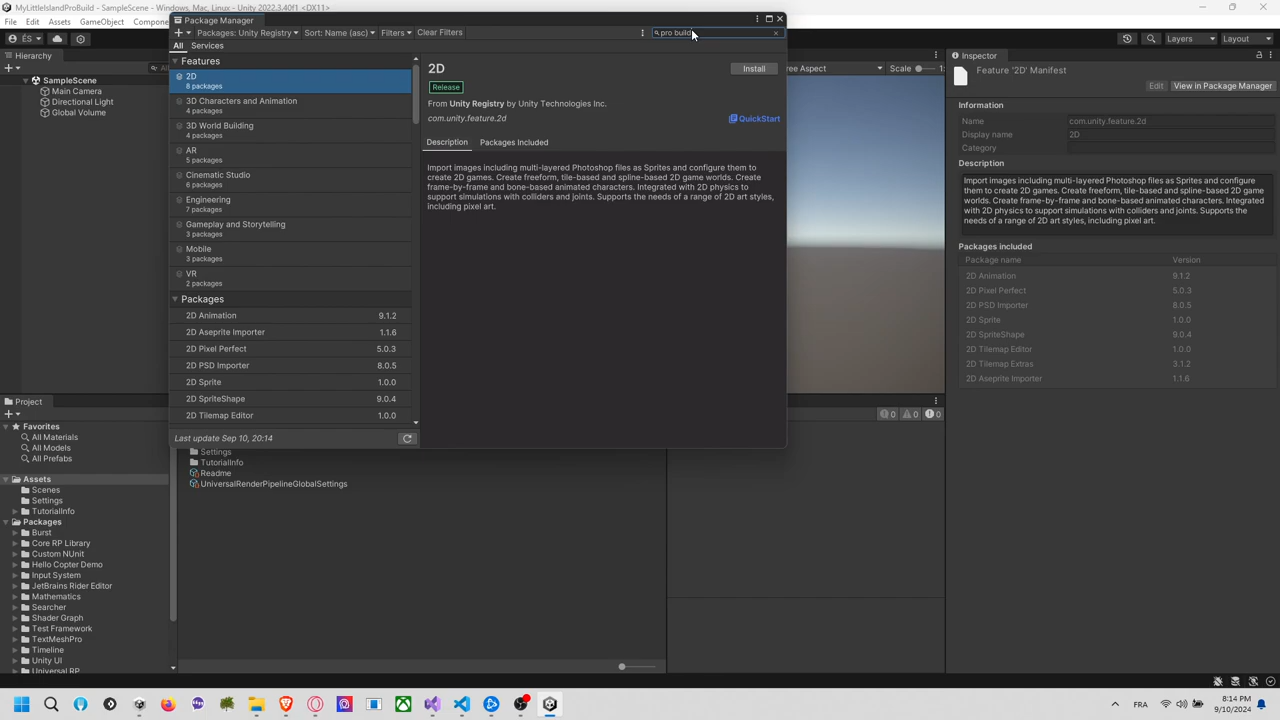 MyLittleIslandProBuild - SampleScene - Windows, Mac, Linux - Unity 2022.3.40f1 <DX11>
File Edit Assets GameObject Compone
ÉS
Layers Layout
Package Manager
Packages: Unity Registry Sort: Name (asc) Filters Clear Filters pro build
All Services
Features
2D
8 packages
3D Characters and Animation
4 packages
3D World Building
4 packages
AR
5 packages
Cinematic Studio
6 packages
Engineering
7 packages
Gameplay and Storytelling
3 packages
Mobile
3 packages
VR
2 packages
Packages
2D Animation 9.1.2
2D Aseprite Importer 1.1.6
2D Pixel Perfect 5.0.3
2D PSD Importer 8.0.5
2D Sprite 1.0.0
2D SpriteShape 9.0.4
2D Tilemap Editor 1.0.0
Last update Sep 10, 20:14
2D
Install
Release
From Unity Registry by Unity Technologies Inc.
com.unity.feature.2d
QuickStart
Description Packages Included
Import images including multi-layered Photoshop files as Sprites and configure them to
create 2D games. Create freeform, tile-based and spline-based 2D game worlds. Create
frame-by-frame and bone-based animated characters. Integrated with 2D physics to
support simulations with colliders and joints. Supports the needs of a range of 2D art styles,
including pixel art.
Hierarchy
All
SampleScene
Main Camera
Directional Light
Global Volume
ree Aspect Scale 1:
Inspector
Feature '2D' Manifest
Edit View in Package Manager
Information
Name com.unity.feature.2d
Display name 2D
Category
Description
Import images including multi-layered Photoshop files as Sprites and configure
them to create 2D games. Create freeform, tile-based and spline-based 2D game
worlds. Create frame-by-frame and bone-based animated characters. Integrated
with 2D physics to support simulations with colliders and joints. Supports the
needs of a range of 2D art styles, including pixel art.
Packages included
Package name Version
2D Animation 9.1.2
2D Pixel Perfect 5.0.3
2D PSD Importer 8.0.5
2D Sprite 1.0.0
2D SpriteShape 9.0.4
2D Tilemap Editor 1.0.0
2D Tilemap Extras 3.1.2
2D Aseprite Importer 1.1.6
Project
0 0 0
Favorites
All Materials
All Models
All Prefabs
Assets
Scenes
Settings
TutorialInfo
Packages
Burst
Core RP Library
Custom NUnit
Hello Copter Demo
Input System
JetBrains Rider Editor
Mathematics
Searcher
Shader Graph
Test Framework
TextMeshPro
Timeline
Unity UI
Universal RP
Settings
TutorialInfo
Readme
UniversalRenderPipelineGlobalSettings
FRA
8:14 PM
9/10/2024